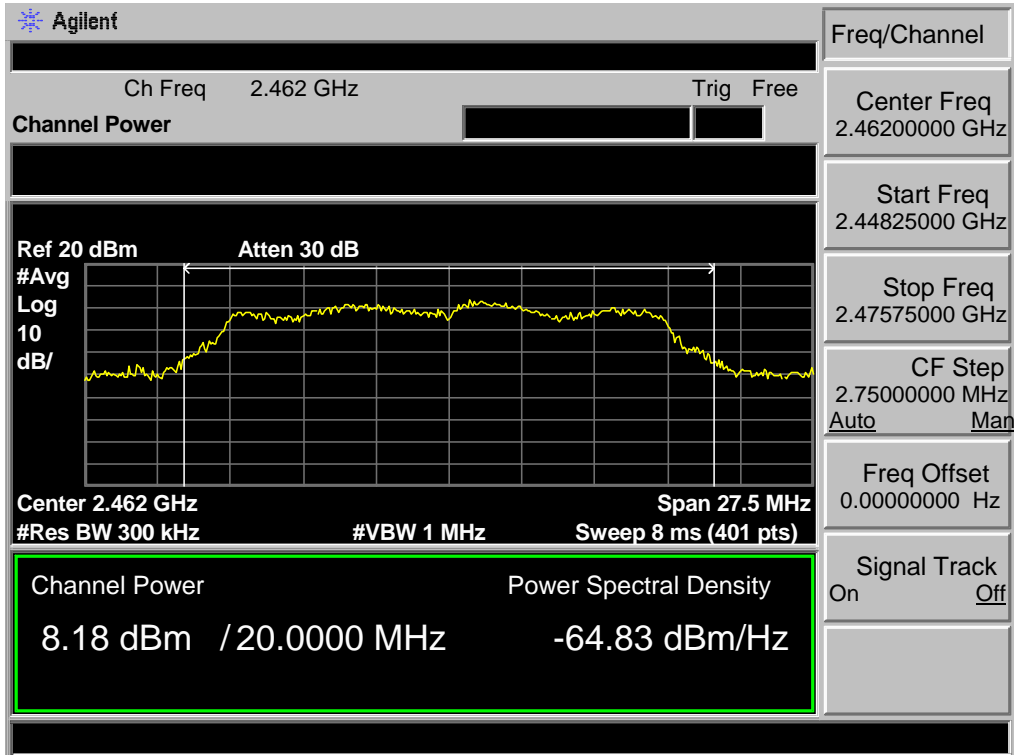 Agilent
Freq/Channel
Ch Freq 2.462 GHz Trig Free
Channel Power
Center Freq
2.46200000 GHz
Start Freq
2.44825000 GHz
Stop Freq
2.47575000 GHz
CF Step
2.75000000 MHz
Auto Man
Freq Offset
0.00000000 Hz
Signal Track
On Off
Ref 20 dBm Atten 30 dB
#Avg
Log
10
dB/
Center 2.462 GHz Span 27.5 MHz
#Res BW 300 kHz #VBW 1 MHz Sweep 8 ms (401 pts)
Channel Power Power Spectral Density
8.18 dBm / 20.0000 MHz -64.83 dBm/Hz